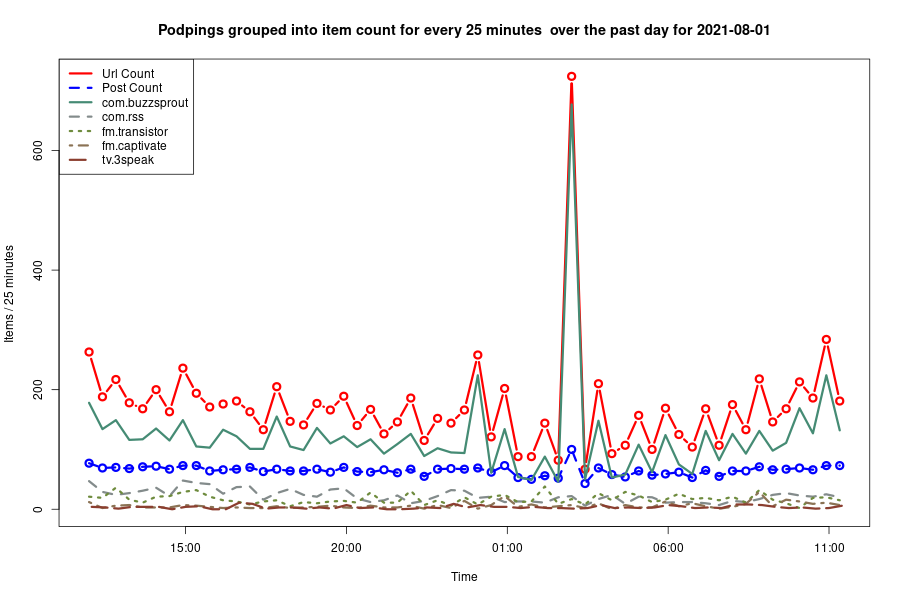 Podpings grouped into item count for every 25 minutes  over the past day for 2021-08-01
Url Count
Post Count
com.buzzsprout
com.rss
fm.transistor
fm.captivate
tv.3speak
Items / 25 minutes
600
400
200
0
15:00 20:00 01:00 06:00 11:00
Time